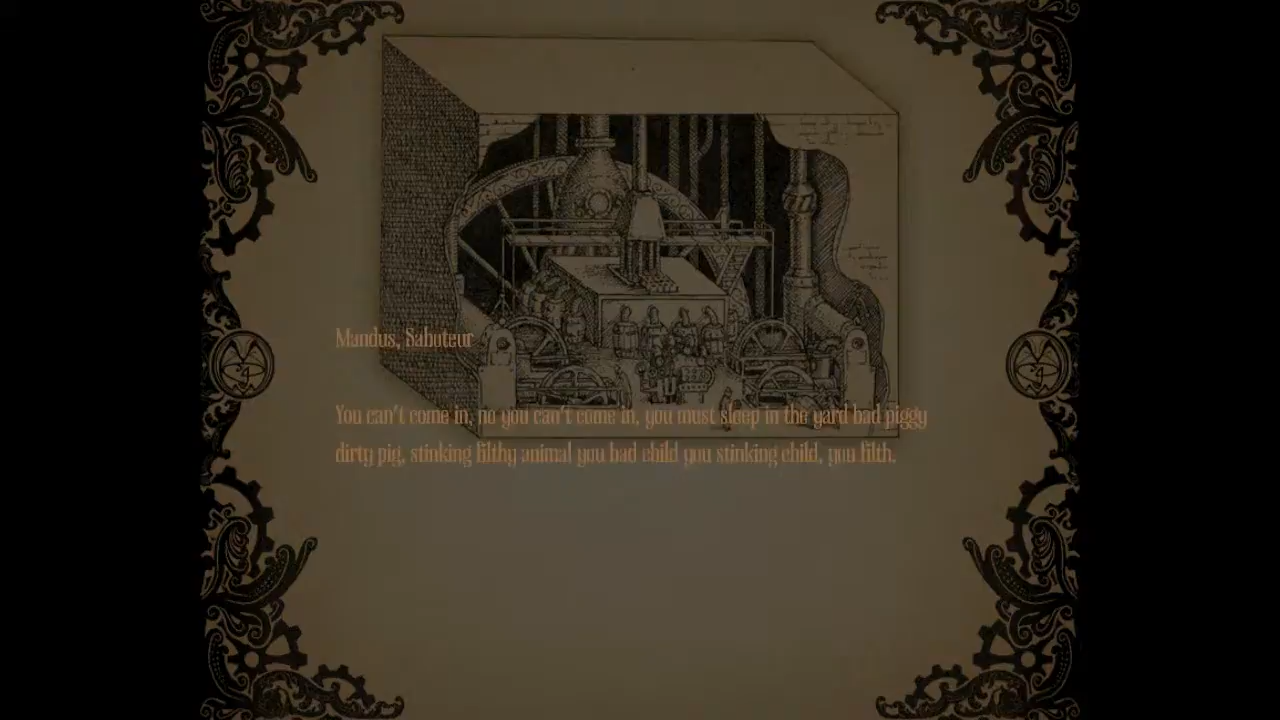 Mandus, Saboteur
You can't come in, no you can't come in, you must sleep in the yard bad piggy
dirty pig, stinking filthy animal you bad child you stinking child, you filth.